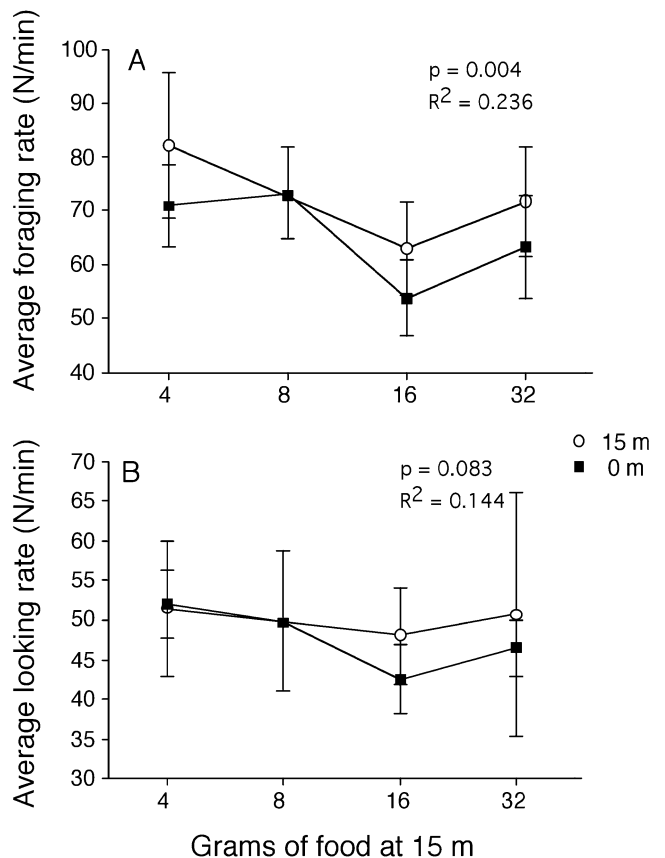 A
p = 0.004
R2 = 0.236
Average foraging rate (N/min)
100
90
80
70
60
50
40
4 8 16 32
15 m
0 m
B
p = 0.083
R2 = 0.144
Average looking rate (N/min)
70
65
60
55
50
45
40
35
30
4 8 16 32
Grams of food at 15 m